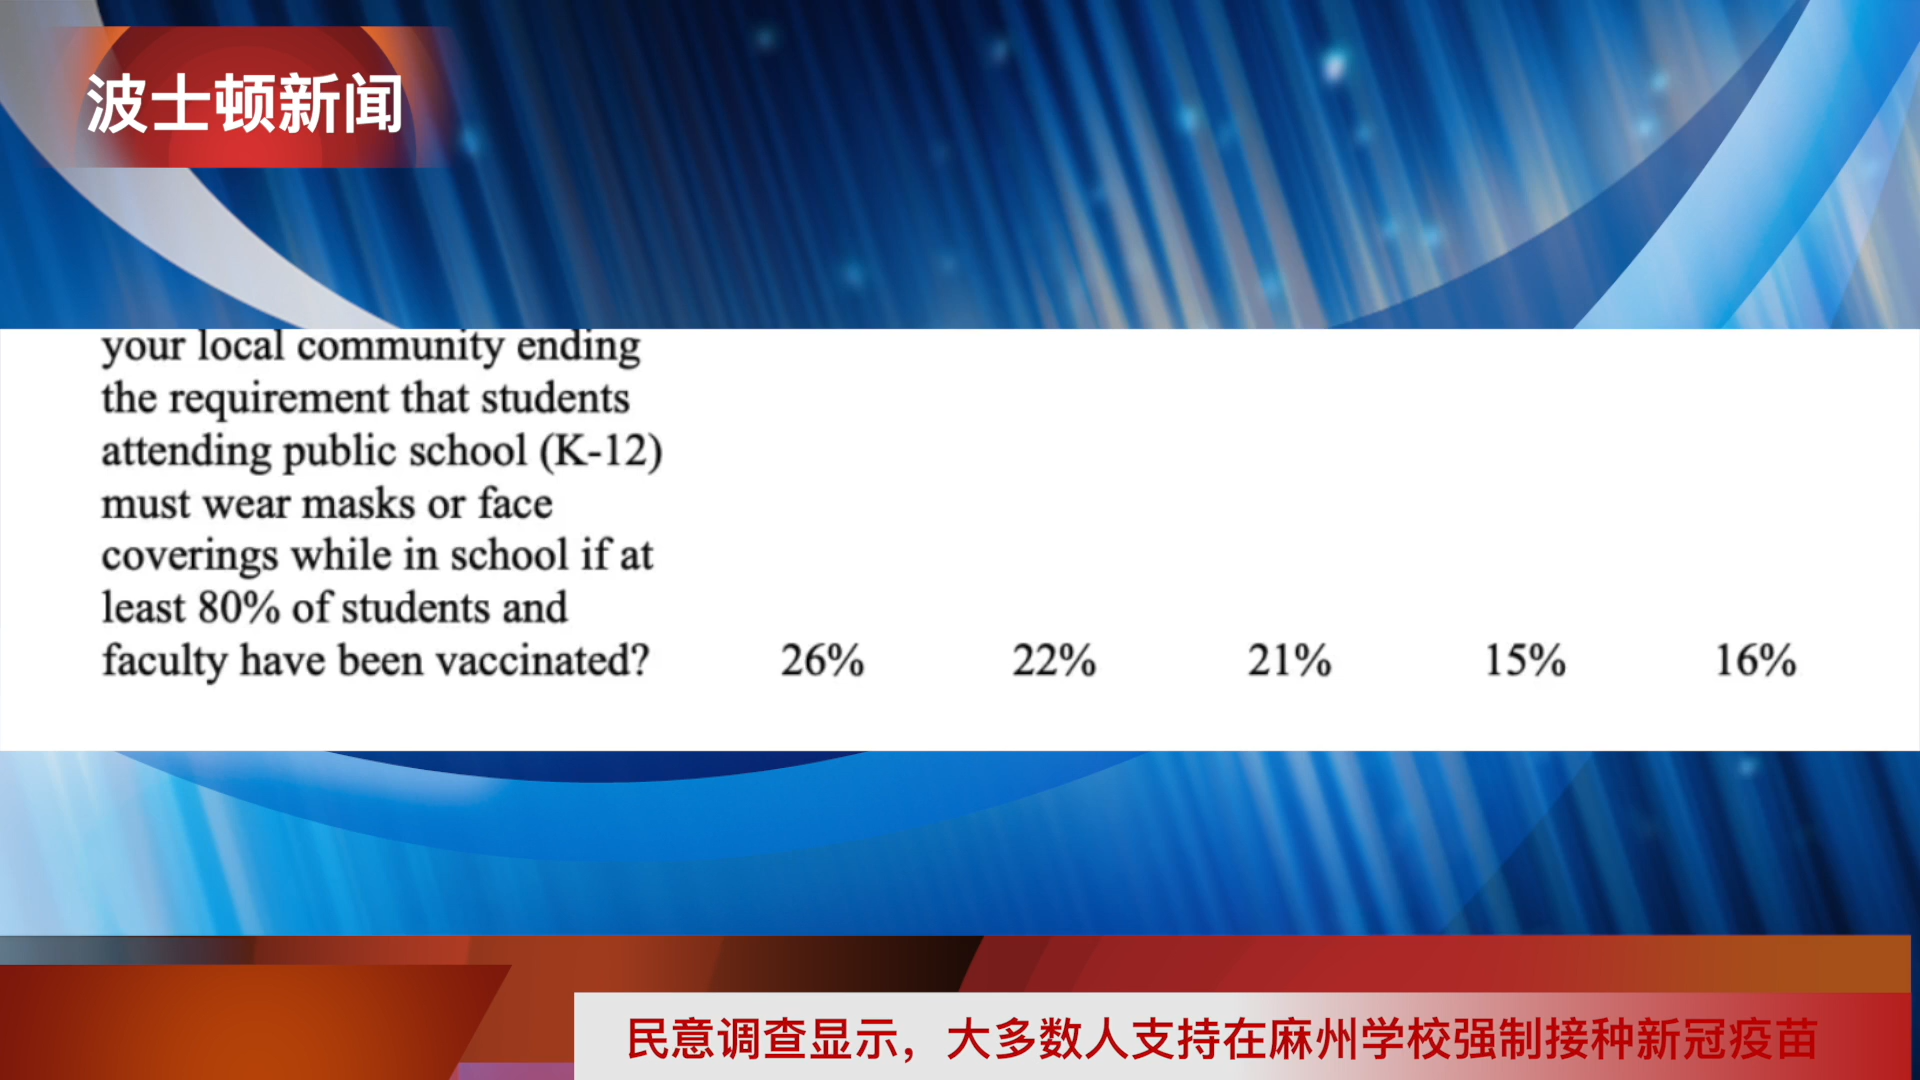 波士顿新闻
your local community ending
the requirement that students
attending public school (K-12)
must wear masks or face
coverings while in school if at
least 80% of students and
faculty have been vaccinated? 26% 22% 21% 15% 16%
民意调查显示，大多数人支持在麻州学校强制接种新冠疫苗